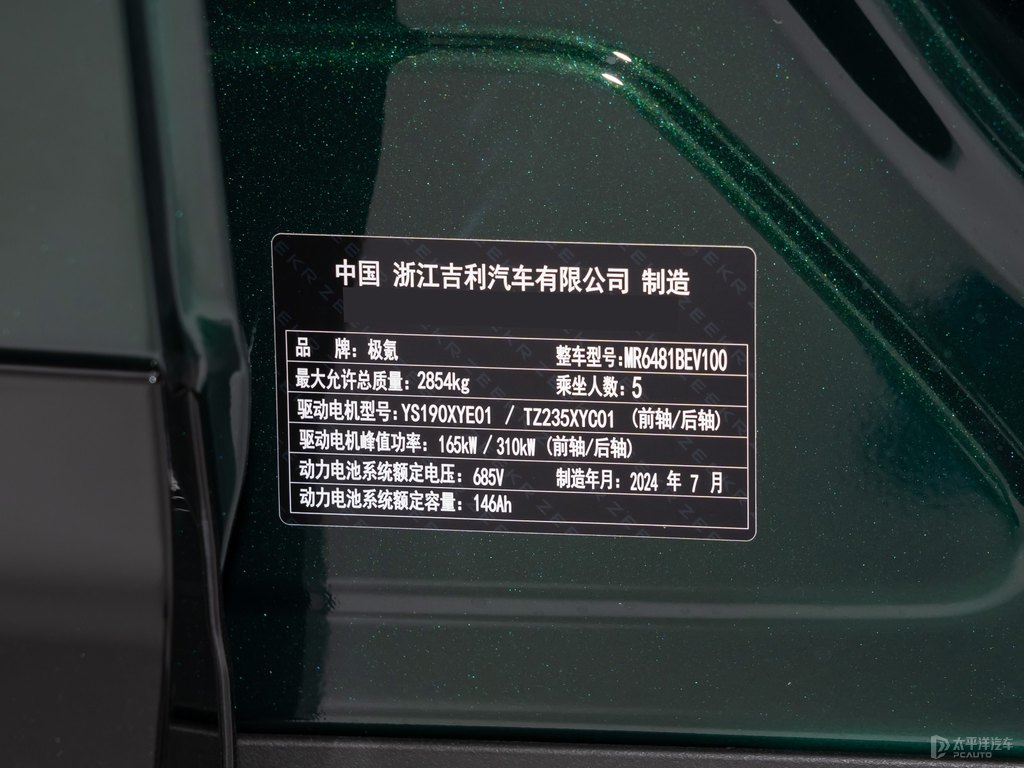 中国 浙江吉利汽车有限公司 制造
品 牌：极氪 整车型号：MR6481BEV100
最大允许总质量：2854kg 乘坐人数：5
驱动电机型号：YS190XYE01 / TZ235XYC01 (前轴/后轴)
驱动电机峰值功率：165kW / 310kW (前轴/后轴)
动力电池系统额定电压：685V 制造年月：2024 年 7 月
动力电池系统额定容量：146Ah
太平洋汽车
PCAUTO